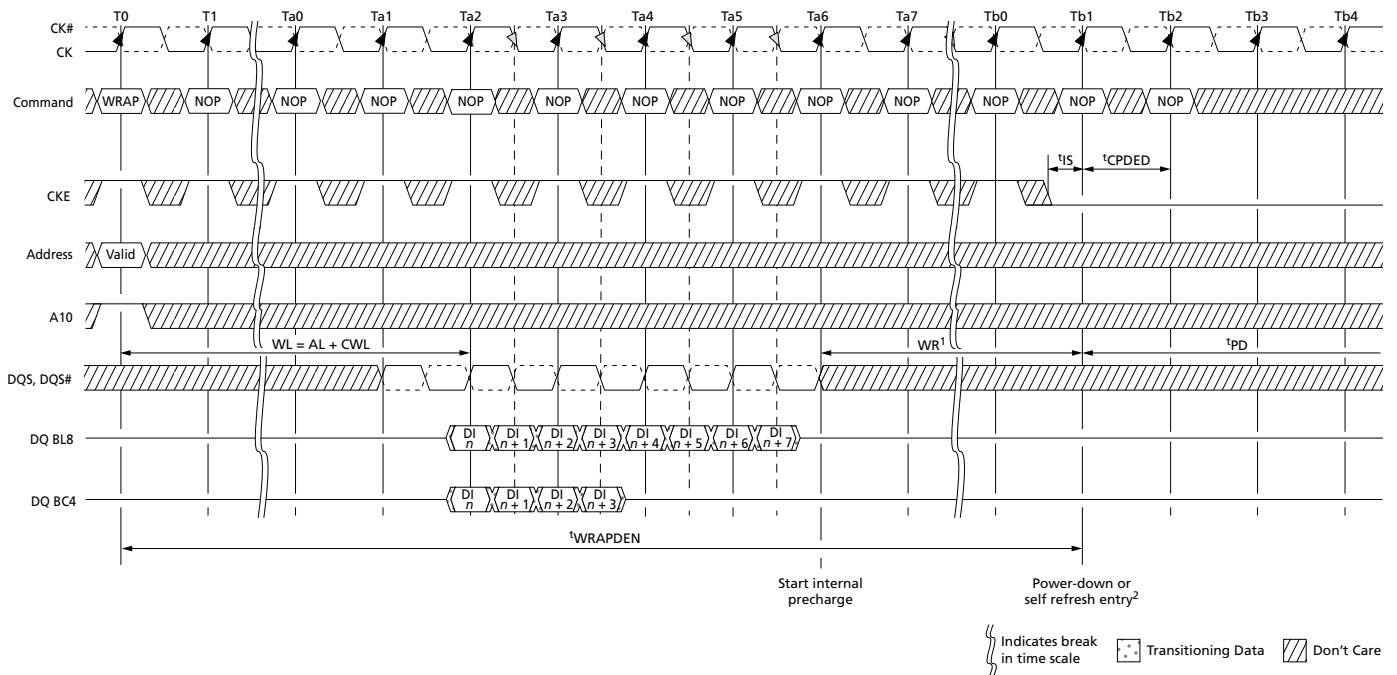 T0 T1 Ta0 Ta1 Ta2 Ta3 Ta4 Ta5 Ta6 Ta7 Tb0 Tb1 Tb2 Tb3 Tb4
CK#
CK
Command WRAP NOP NOP NOP NOP NOP NOP NOP NOP NOP NOP NOP NOP
tIS tCPDED
CKE
Address Valid
A10
WL = AL + CWL WR1 tPD
DQS, DQS#
DQ BL8 DI n DI n + 1 DI n + 2 DI n + 3 DI n + 4 DI n + 5 DI n + 6 DI n + 7
DQ BC4 DI n DI n + 1 DI n + 2 DI n + 3
tWRAPDEN
Start internal
precharge
Power-down or
self refresh entry2
Indicates break
in time scale
Transitioning Data
Don't Care